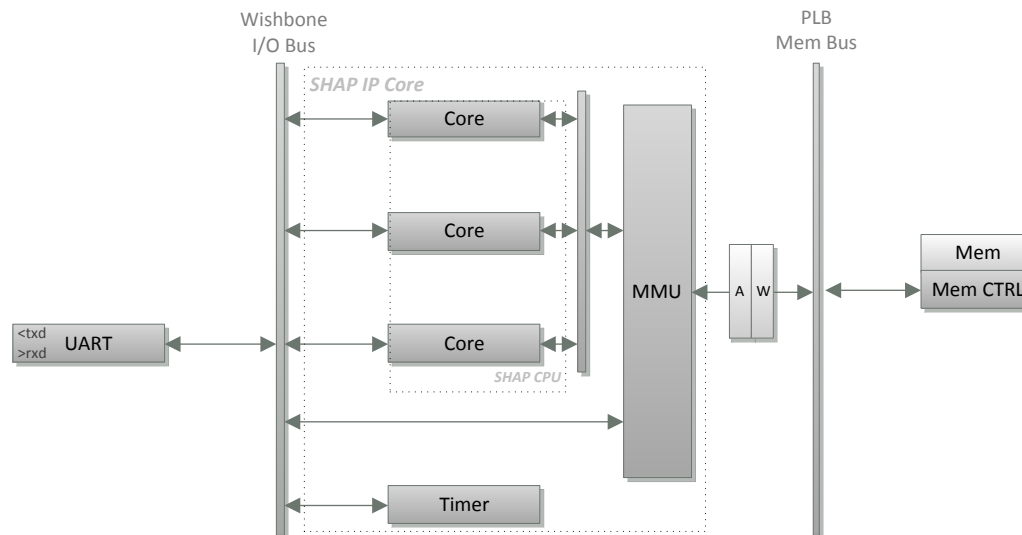 Wishbone
I/O Bus
PLB
Mem Bus
SHAP IP Core
Core
Core
Mem
MMU
A W
Mem CTRL
<txd
>rxd
UART
Core
SHAP CPU
Timer